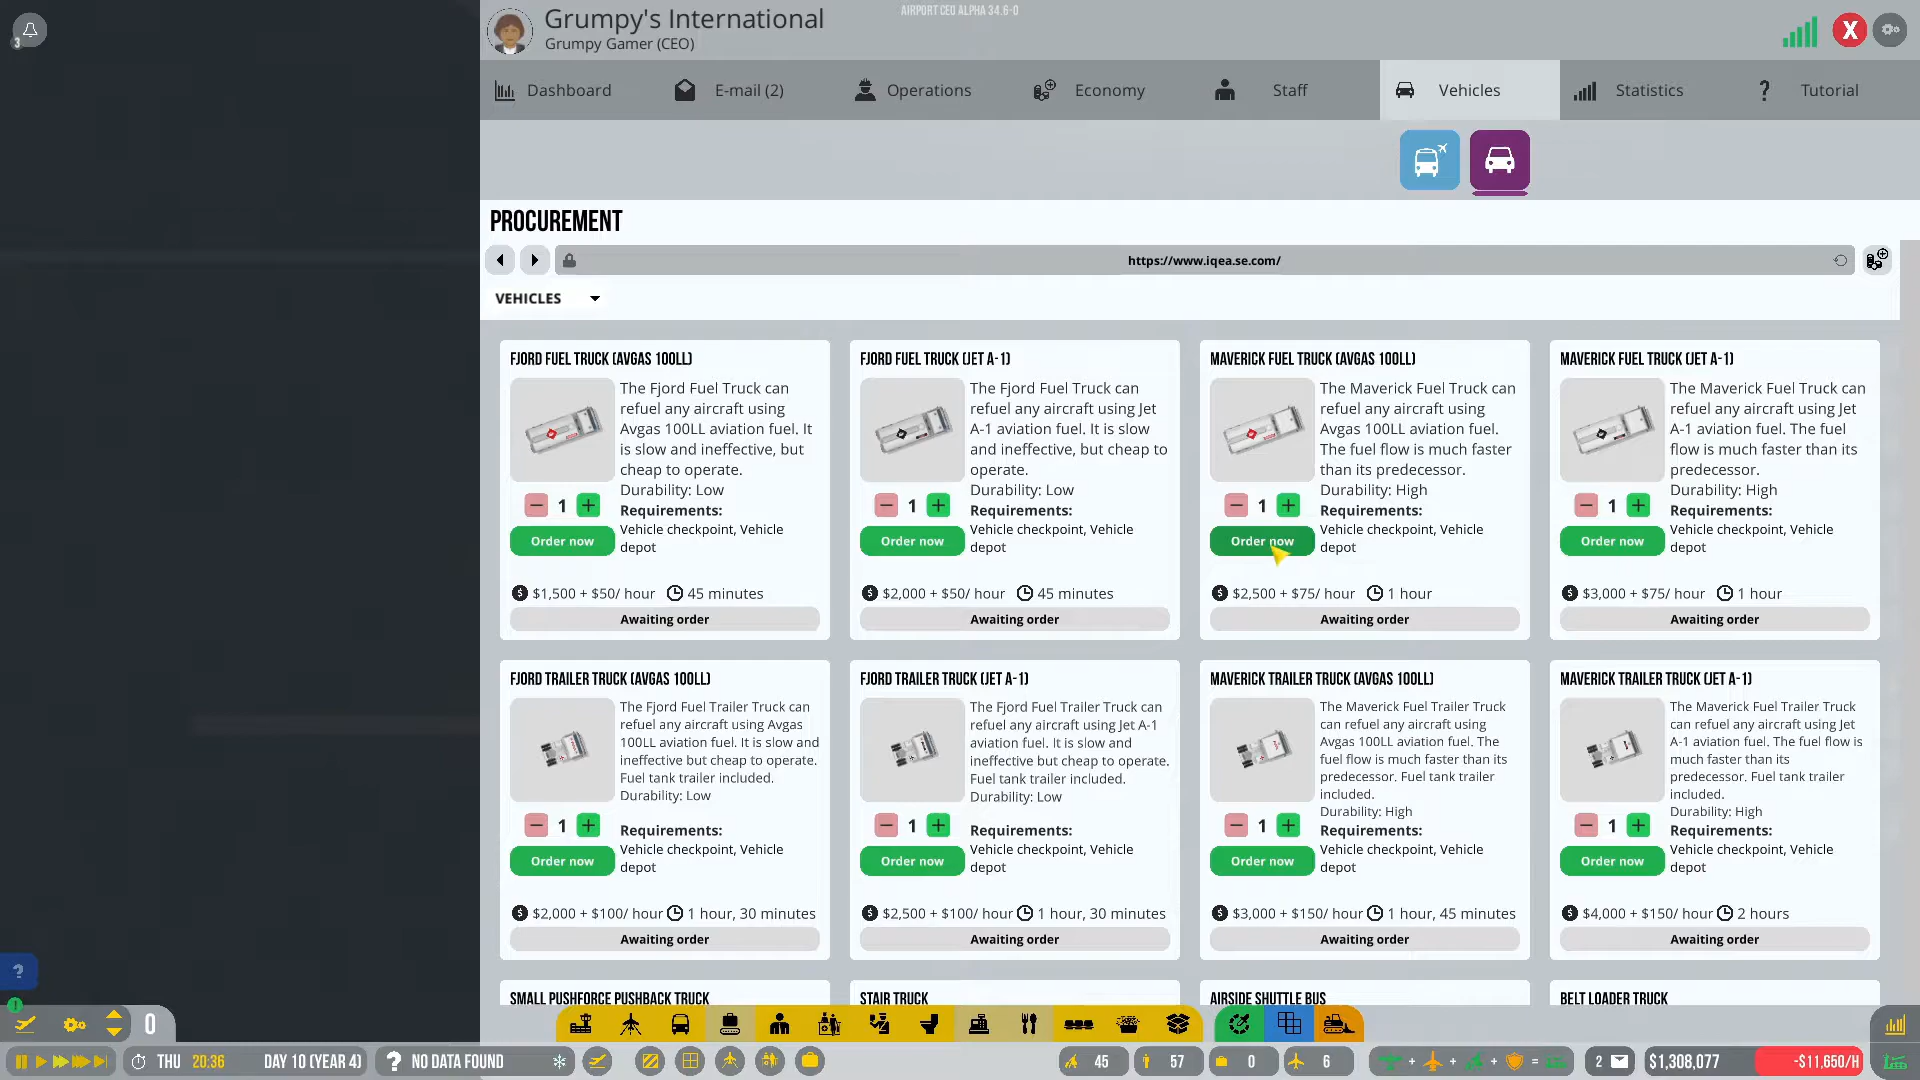 AIRPORT CEO ALPHA 34.6-0
3
Grumpy's International
Grumpy Gamer (CEO)
X
Dashboard
E-mail (2)
Operations
Economy
Staff
Vehicles
Statistics
?
Tutorial
PROCUREMENT
https://www.iqea.se.com/
VEHICLES
FJORD FUEL TRUCK (AVGAS 100LL)
The Fjord Fuel Truck can
refuel any aircraft using
Avgas 100LL aviation fuel. It
is slow and ineffective, but
cheap to operate.
Durability: Low
Requirements:
Vehicle checkpoint, Vehicle
depot
1
Order now
$1,500 + $50/ hour 45 minutes
Awaiting order
FJORD FUEL TRUCK (JET A-1)
The Fjord Fuel Truck can
refuel any aircraft using Jet
A-1 aviation fuel. It is slow
and ineffective, but cheap to
operate.
Durability: Low
Requirements:
Vehicle checkpoint, Vehicle
depot
1
Order now
$2,000 + $50/ hour 45 minutes
Awaiting order
MAVERICK FUEL TRUCK (AVGAS 100LL)
The Maverick Fuel Truck can
refuel any aircraft using
Avgas 100LL aviation fuel.
The fuel flow is much faster
than its predecessor.
Durability: High
Requirements:
Vehicle checkpoint, Vehicle
depot
1
Order now
$2,500 + $75/ hour 1 hour
Awaiting order
MAVERICK FUEL TRUCK (JET A-1)
The Maverick Fuel Truck can
refuel any aircraft using Jet
A-1 aviation fuel. The fuel
flow is much faster than its
predecessor.
Durability: High
Requirements:
Vehicle checkpoint, Vehicle
depot
1
Order now
$3,000 + $75/ hour 1 hour
Awaiting order
FJORD TRAILER TRUCK (AVGAS 100LL)
The Fjord Fuel Trailer Truck can
refuel any aircraft using Avgas
100LL aviation fuel. It is slow and
ineffective but cheap to operate.
Fuel tank trailer included.
Durability: Low
Requirements:
Vehicle checkpoint, Vehicle
depot
1
Order now
$2,000 + $100/ hour 1 hour, 30 minutes
Awaiting order
FJORD TRAILER TRUCK (JET A-1)
The Fjord Fuel Trailer Truck can
refuel any aircraft using Jet A-1
aviation fuel. It is slow and
ineffective but cheap to operate.
Fuel tank trailer included.
Durability: Low
Requirements:
Vehicle checkpoint, Vehicle
depot
1
Order now
$2,500 + $100/ hour 1 hour, 30 minutes
Awaiting order
MAVERICK TRAILER TRUCK (AVGAS 100LL)
The Maverick Fuel Trailer Truck
can refuel any aircraft using
Avgas 100LL aviation fuel. The
fuel flow is much faster than its
predecessor. Fuel tank trailer
included.
Durability: High
Requirements:
Vehicle checkpoint, Vehicle
depot
1
Order now
$3,000 + $150/ hour 1 hour, 45 minutes
Awaiting order
MAVERICK TRAILER TRUCK (JET A-1)
The Maverick Fuel Trailer Truck
can refuel any aircraft using Jet
A-1 aviation fuel. The fuel flow is
much faster than its
predecessor. Fuel tank trailer
included.
Durability: High
Requirements:
Vehicle checkpoint, Vehicle
depot
1
Order now
$4,000 + $150/ hour 2 hours
Awaiting order
SMALL PUSHFORCE PUSHBACK TRUCK
STAIR TRUCK
AIRSIDE SHUTTLE BUS
BELT LOADER TRUCK
?
0
THU 20:36 DAY 10 (YEAR 4)
? NO DATA FOUND
45
57
0
6
+ + + =
2
$1,308,077
-$11,650/H